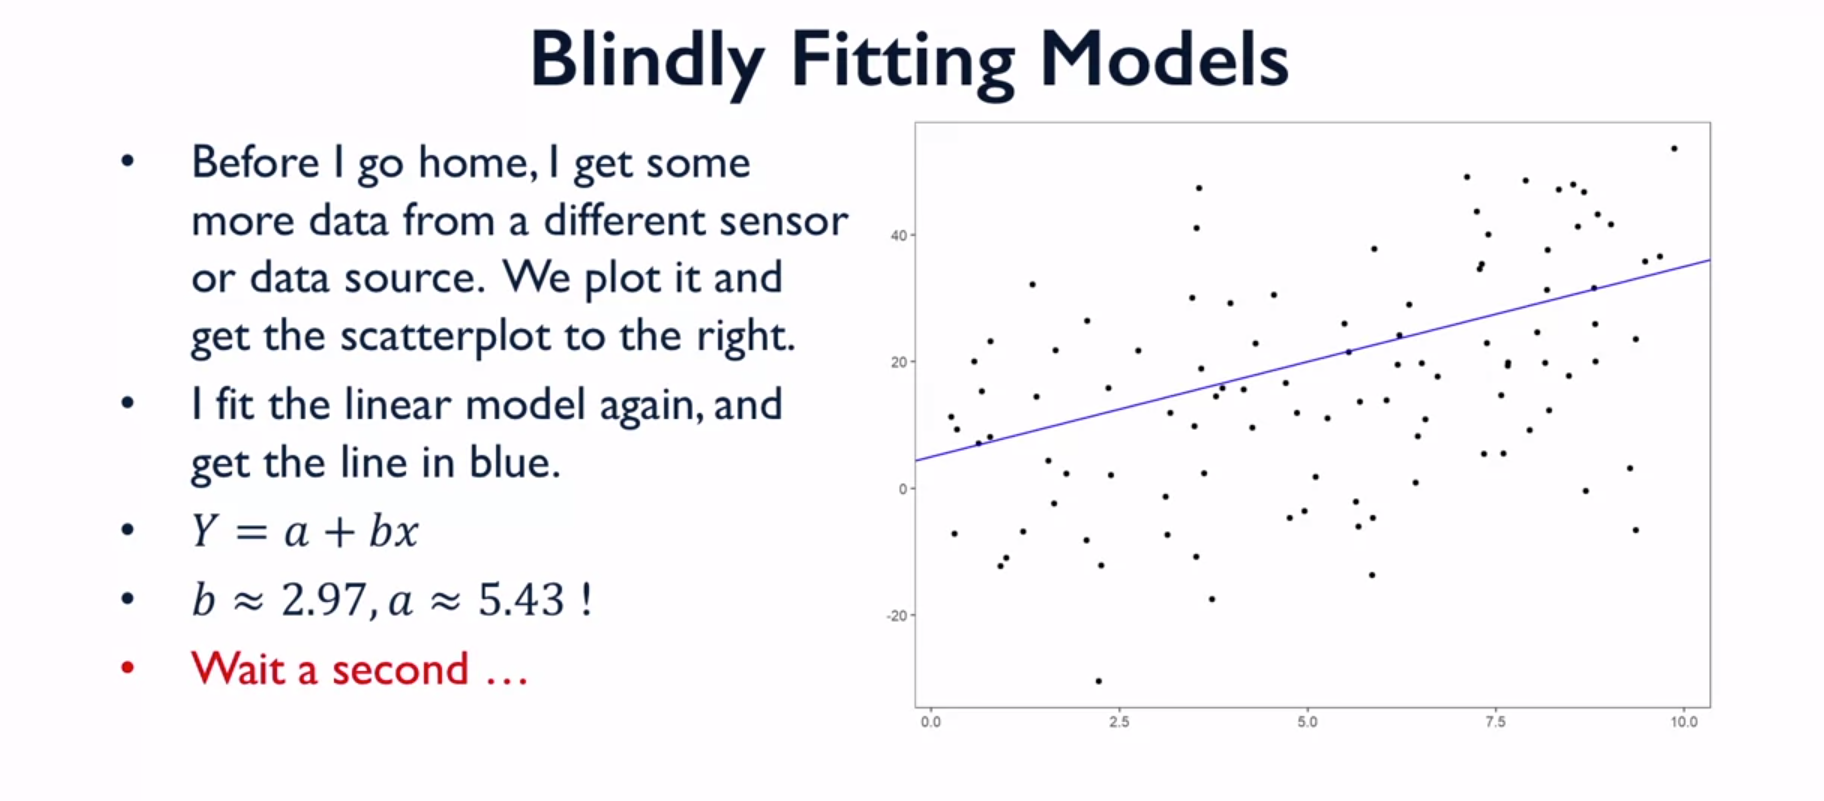 Blindly Fitting Models
• Before I go home, I get some
more data from a different sensor
or data source. We plot it and
get the scatterplot to the right.
• I fit the linear model again, and
get the line in blue.
• Y = a + bx
• b ≈ 2.97, a ≈ 5.43 !
• Wait a second …
40
20
0
-20
0.0 2.5 5.0 7.5 10.0